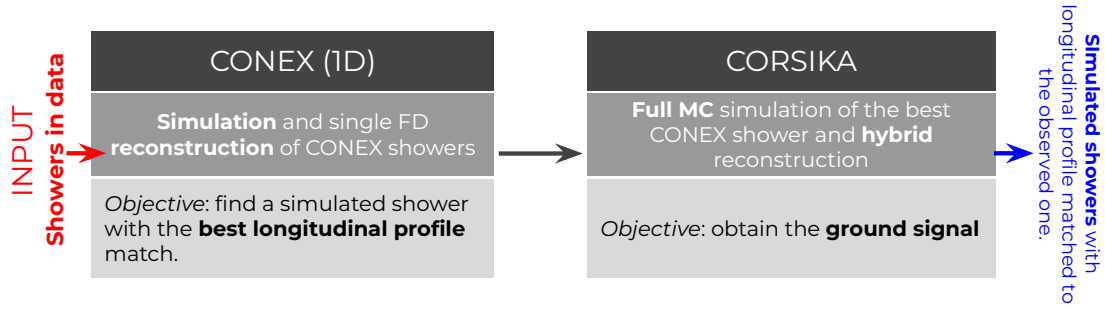 INPUT
Showers in data
CONEX (1D)
Simulation and single FD
reconstruction of CONEX showers
Objective: find a simulated shower
with the best longitudinal profile
match.
CORSIKA
Full MC simulation of the best
CONEX shower and hybrid
reconstruction
Objective: obtain the ground signal
SImulated showers with
longitudinal profile matched to
the observed one.